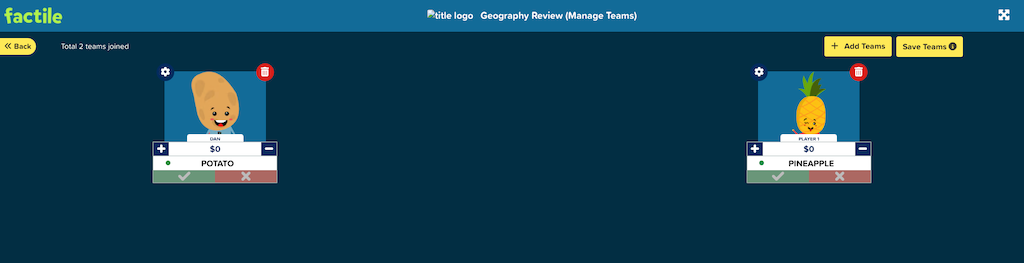 factile
title logo Geography Review (Manage Teams)
Back
Total 2 teams joined
+ Add Teams
Save Teams
DAN
$0
POTATO
PLAYER 1
$0
PINEAPPLE